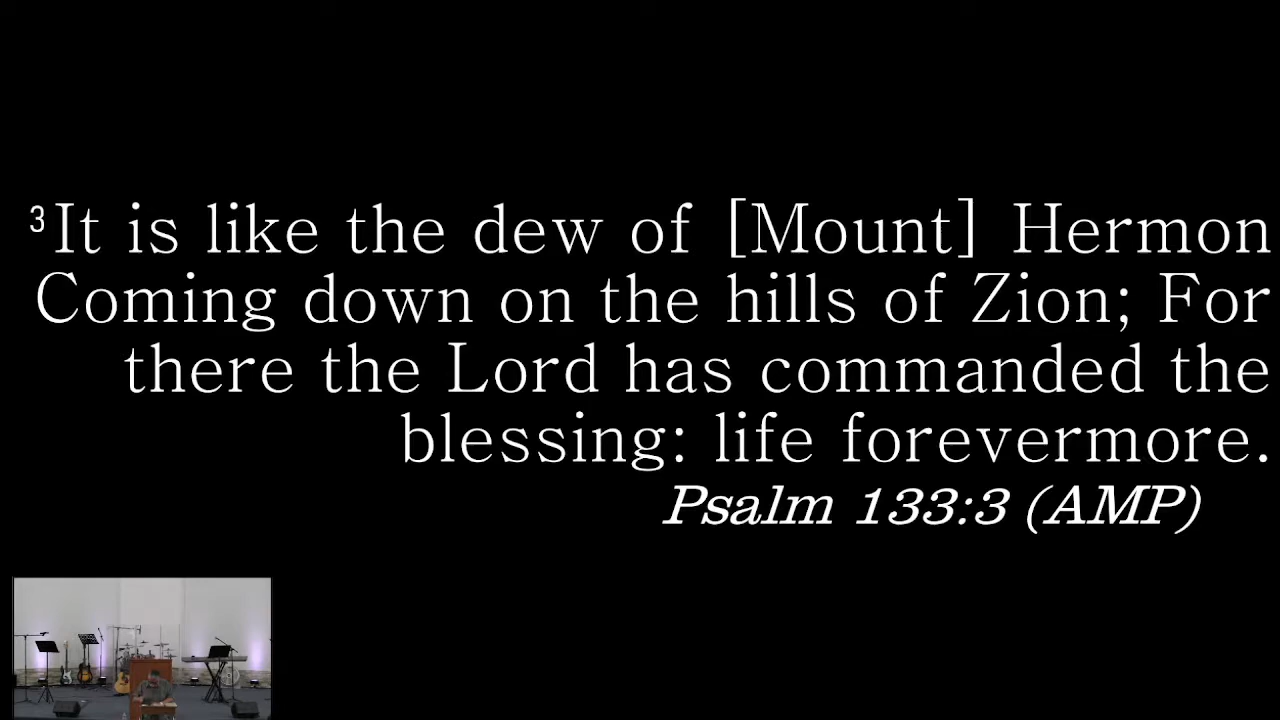 ³It is like the dew of [Mount] Hermon
Coming down on the hills of Zion; For
there the Lord has commanded the
blessing: life forevermore.
Psalm 133:3 (AMP)